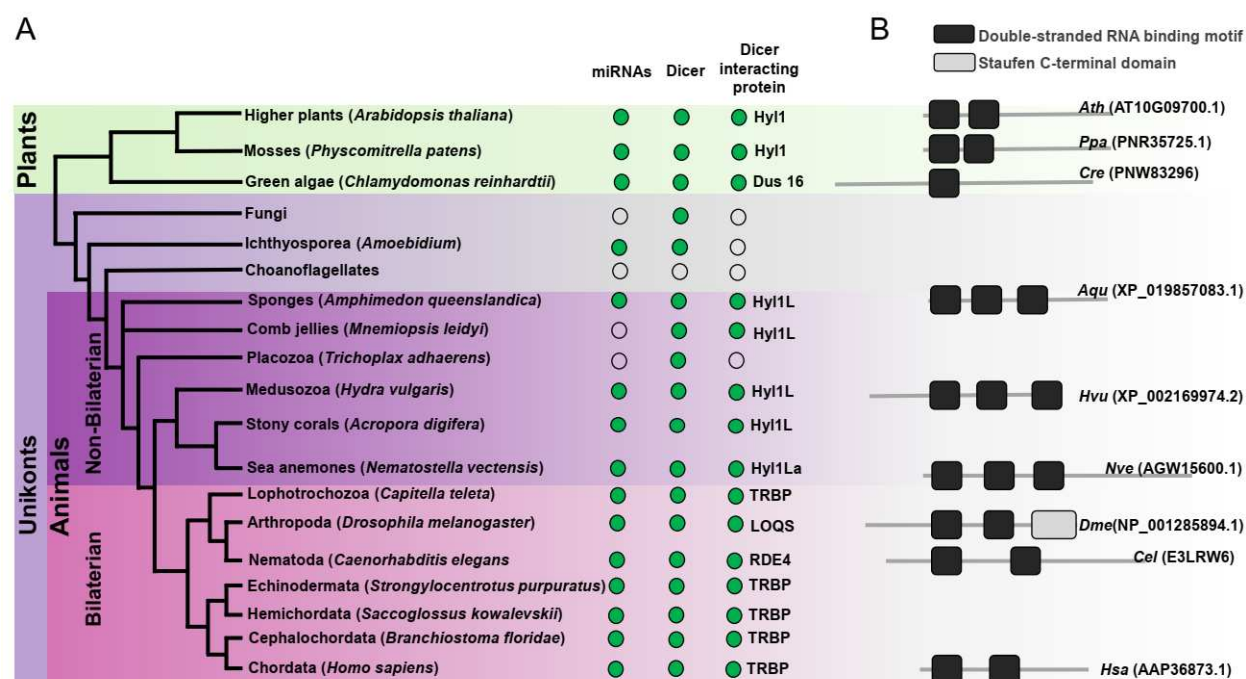 A
B
Double-stranded RNA binding motif
Staufen C-terminal domain
miRNAs
Dicer
Dicer
interacting
protein
Plants
Higher plants (Arabidopsis thaliana)
Hyl1
Ath (AT10G09700.1)
Mosses (Physcomitrella patens)
Hyl1
Ppa (PNR35725.1)
Green algae (Chlamydomonas reinhardtii)
Dus 16
Cre (PNW83296)
Unikonts
Fungi
Ichthyosporea (Amoebidium)
Choanoflagellates
Animals
Non-Bilaterian
Sponges (Amphimedon queenslandica)
Hyl1L
Aqu (XP_019857083.1)
Comb jellies (Mnemiopsis leidyi)
Hyl1L
Placozoa (Trichoplax adhaerens)
Medusozoa (Hydra vulgaris)
Hyl1L
Hvu (XP_002169974.2)
Stony corals (Acropora digifera)
Hyl1L
Sea anemones (Nematostella vectensis)
Hyl1La
Nve (AGW15600.1)
Bilaterian
Lophotrochozoa (Capitella teleta)
TRBP
Arthropoda (Drosophila melanogaster)
LOQS
Dme(NP_001285894.1)
Nematoda (Caenorhabditis elegans
RDE4
Cel (E3LRW6)
Echinodermata (Strongylocentrotus purpuratus)
TRBP
Hemichordata (Saccoglossus kowalevskii)
TRBP
Cephalochordata (Branchiostoma floridae)
TRBP
Chordata (Homo sapiens)
TRBP
Hsa (AAP36873.1)